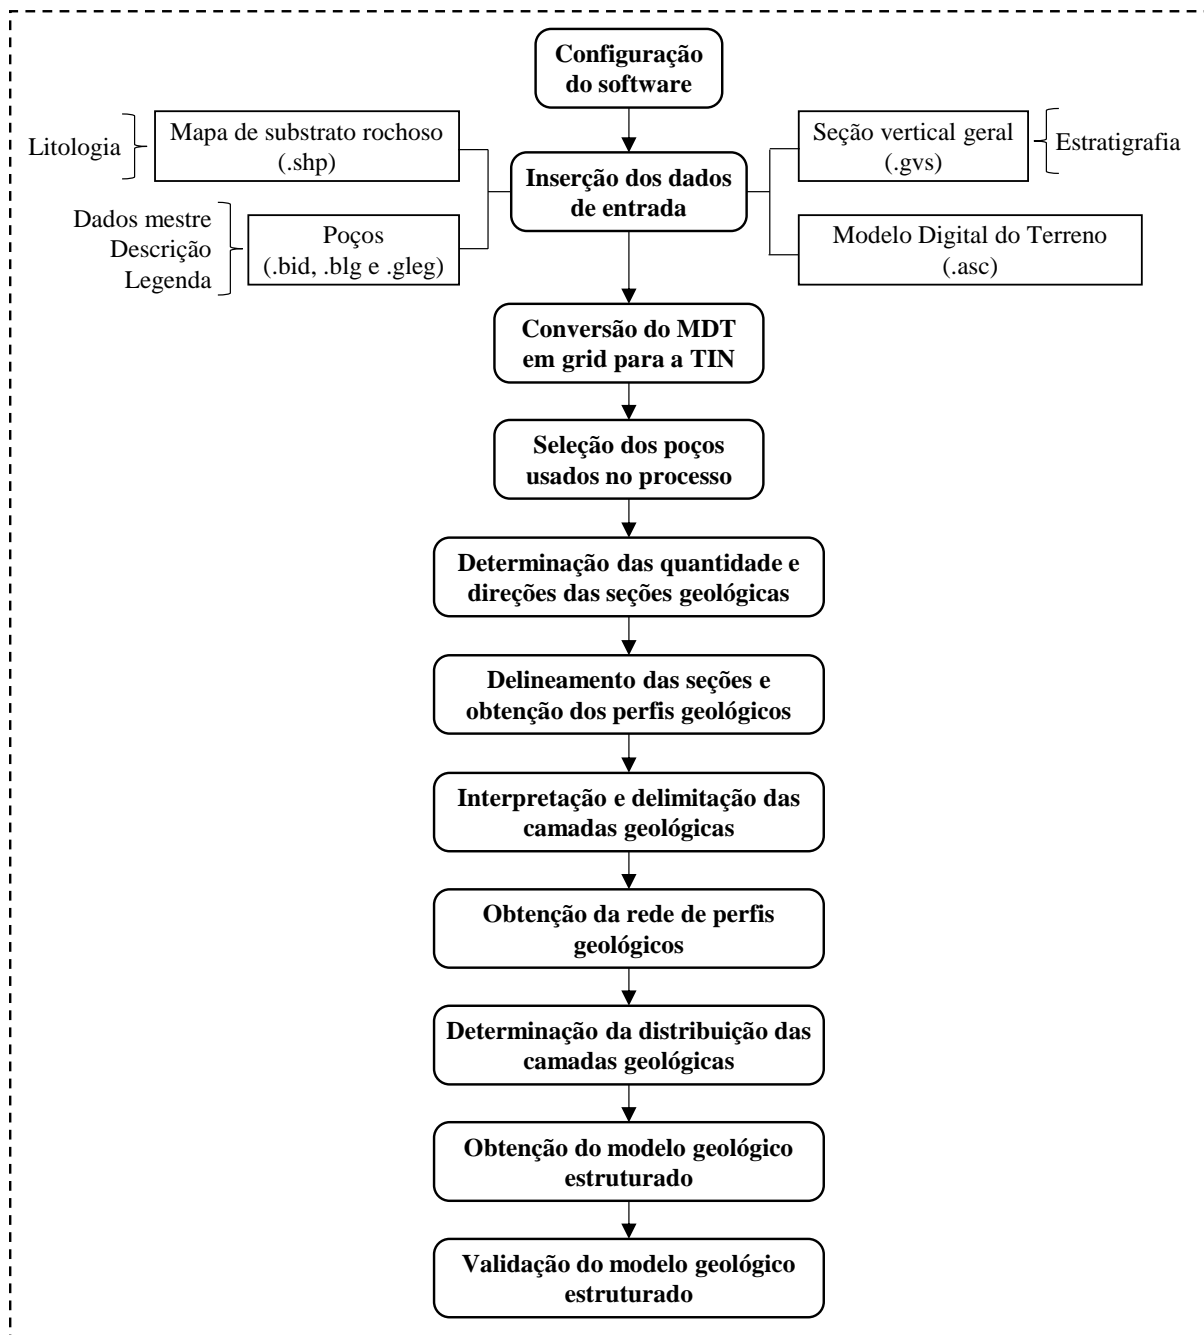 Configuração
do software
Litologia
Mapa de substrato rochoso
(.shp)
Seção vertical geral
(.gvs)
Estratigrafia
Inserção dos dados
de entrada
Dados mestre
Descrição
Legenda
Poços
(.bid, .blg e .gleg)
Modelo Digital do Terreno
(.asc)
Conversão do MDT
em grid para a TIN
Seleção dos poços
usados no processo
Determinação das quantidade e
direções das seções geológicas
Delineamento das seções e
obtenção dos perfis geológicos
Interpretação e delimitação das
camadas geológicas
Obtenção da rede de perfis
geológicos
Determinação da distribuição das
camadas geológicas
Obtenção do modelo geológico
estruturado
Validação do modelo geológico
estruturado